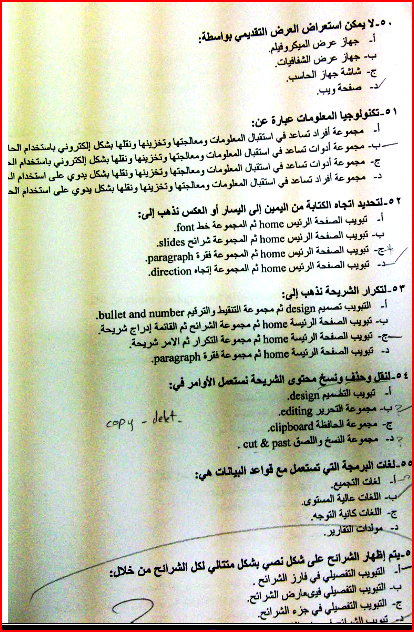 ٥٠-لا يمكن استعراض العرض التقديمي بواسطة:
أ- جهاز عرض الميكروفيلم.
ب- جهاز عرض الشفافيات.
ج- شاشة جهاز الحاسب.
د- صفحة ويب.
٥١-تكنولوجيا المعلومات عبارة عن:
أ- مجموعة أفراد تساعد في استقبال المعلومات ومعالجتها وتخزينها ونقلها بشكل إلكتروني باستخدام الحا
ب- مجموعة أدوات تساعد في استقبال المعلومات ومعالجتها وتخزينها ونقلها بشكل إلكتروني باستخدام الح
ج- مجموعة أدوات تساعد في استقبال المعلومات ومعالجتها وتخزينها ونقلها بشكل يدوي باستخدام الح
د- مجموعة أفراد تساعد في استقبال المعلومات ومعالجتها وتخزينها ونقلها بشكل يدوي على استخدام الح
٥٢-لتحديد اتجاه الكتابة من اليمين إلى اليسار أو العكس نذهب إلى:
أ- تبويب الصفحة الرئيس home ثم المجموعة خط font.
ب- تبويب الصفحة الرئيس home ثم مجموعة شرائح slides.
ج- تبويب الصفحة الرئيس home ثم مجموعة فقرة paragraph.
د- تبويب الصفحة الرئيس home ثم مجموعة إتجاه direction.
٥٣-لتكرار الشريحة نذهب إلى:
أ- التبويب تصميم design ثم مجموعة التنقيط والترقيم bullet and number.
ب- تبويب الصفحة الرئيسة home ثم مجموعة الشرائح ثم القائمة إدراج شريحة.
ج- تبويب الصفحة الرئيسة home ثم مجموعة التكرار ثم الامر شريحة.
د- تبويب الصفحة الرئيسة home ثم مجموعة فقرة paragraph.
٥٤-لنقل وحذف ونسخ محتوى الشريحة نستعمل الأوامر في:
أ- تبويب التصميم design.
ب- مجموعة التحرير editing.
copy -
ج- مجموعة الحافظة clipboard.
د- مجموعة النسخ واللصق cut & past .
٥٥-لغات البرمجة التي تستعمل مع قواعد البيانات هي:
أ- لغات التجميع.
ب- اللغات عالية المستوى.
ج- اللغات كائنية التوجه.
د- مولدات التقارير.
٥-يتم إظهار الشرائح على شكل نصي بشكل متتالي لكل الشرائح من خلال:
أ- التبويب التفصيلي في فارز الشرائح .
ب- التبويب التفصيلي في عارض الشرائح.
ج- التبويب التفصيلي في جزء الشرائح.